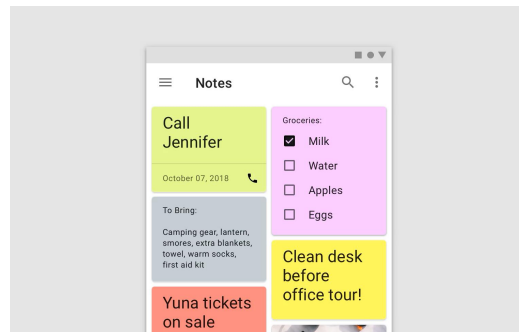 Notes
Call
Jennifer
October 07, 2018
Groceries:
Milk
Water
Apples
Eggs
To Bring:
Camping gear, lantern,
smores, extra blankets,
towel, warm socks,
first aid kit
Clean desk
before
office tour!
Yuna tickets
on sale